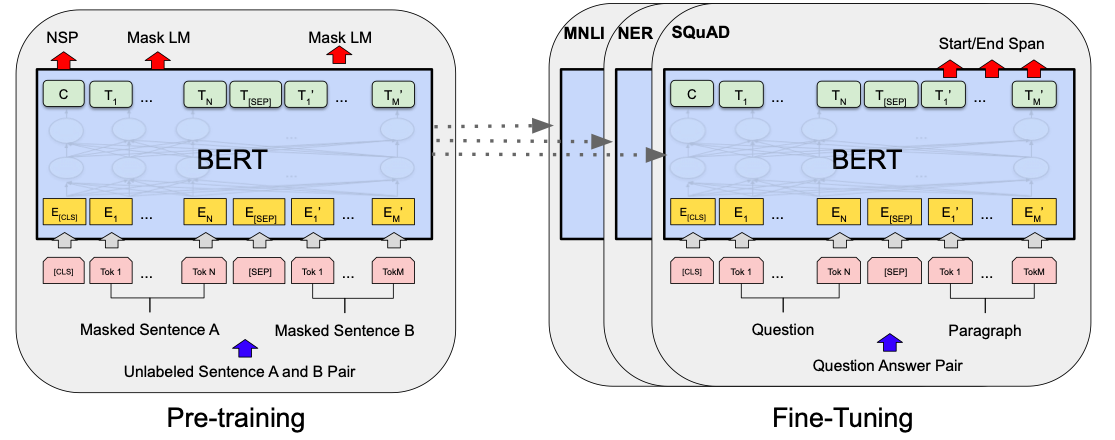 NSP Mask LM Mask LM
C T1 ... TN T[SEP] T1' ... TM'
BERT
E[CLS] E1 ... EN E[SEP] E1' ... EM'
[CLS] Tok 1 ... Tok N [SEP] Tok 1 ... TokM
Masked Sentence A Masked Sentence B
Unlabeled Sentence A and B Pair
Pre-training
MNLI NER SQuAD
Start/End Span
C T1 ... TN T[SEP] T1' ... TM'
BERT
E[CLS] E1 ... EN E[SEP] E1' ... EM'
[CLS] Tok 1 ... Tok N [SEP] Tok 1 ... TokM
Question Paragraph
Question Answer Pair
Fine-Tuning